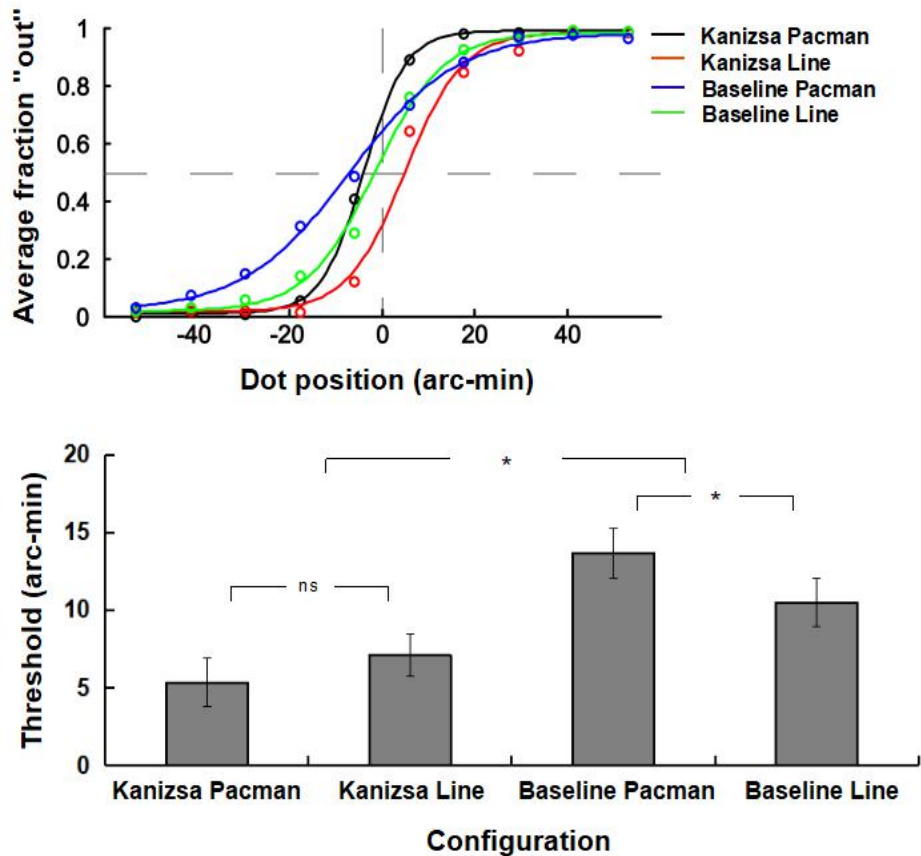 1
0.8
0.6
0.4
0.2
0
Average fraction "out"
-40 -20 0 20 40
Dot position (arc-min)
Kanizsa Pacman
Kanizsa Line
Baseline Pacman
Baseline Line
20
15
10
5
0
Threshold (arc-min)
*
*
ns
Kanizsa Pacman Kanizsa Line Baseline Pacman Baseline Line
Configuration